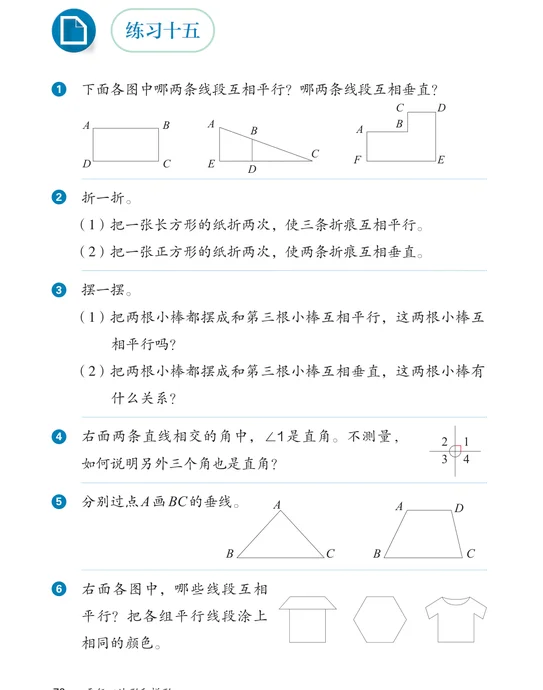 练习十五
1 下面各图中哪两条线段互相平行？哪两条线段互相垂直？
A B D C
A B C E D
C D A B F E
2 折一折。
（1）把一张长方形的纸折两次，使三条折痕互相平行。
（2）把一张正方形的纸折两次，使两条折痕互相垂直。
3 摆一摆。
（1）把两根小棒都摆成和第三根小棒互相平行，这两根小棒互
相平行吗？
（2）把两根小棒都摆成和第三根小棒互相垂直，这两根小棒有
什么关系？
4 右面两条直线相交的角中，∠1是直角。不测量，
如何说明另外三个角也是直角？
2 1
3 4
5 分别过点A画BC的垂线。
A B C
A D B C
6 右面各图中，哪些线段互相
平行？把各组平行线段涂上
相同的颜色。